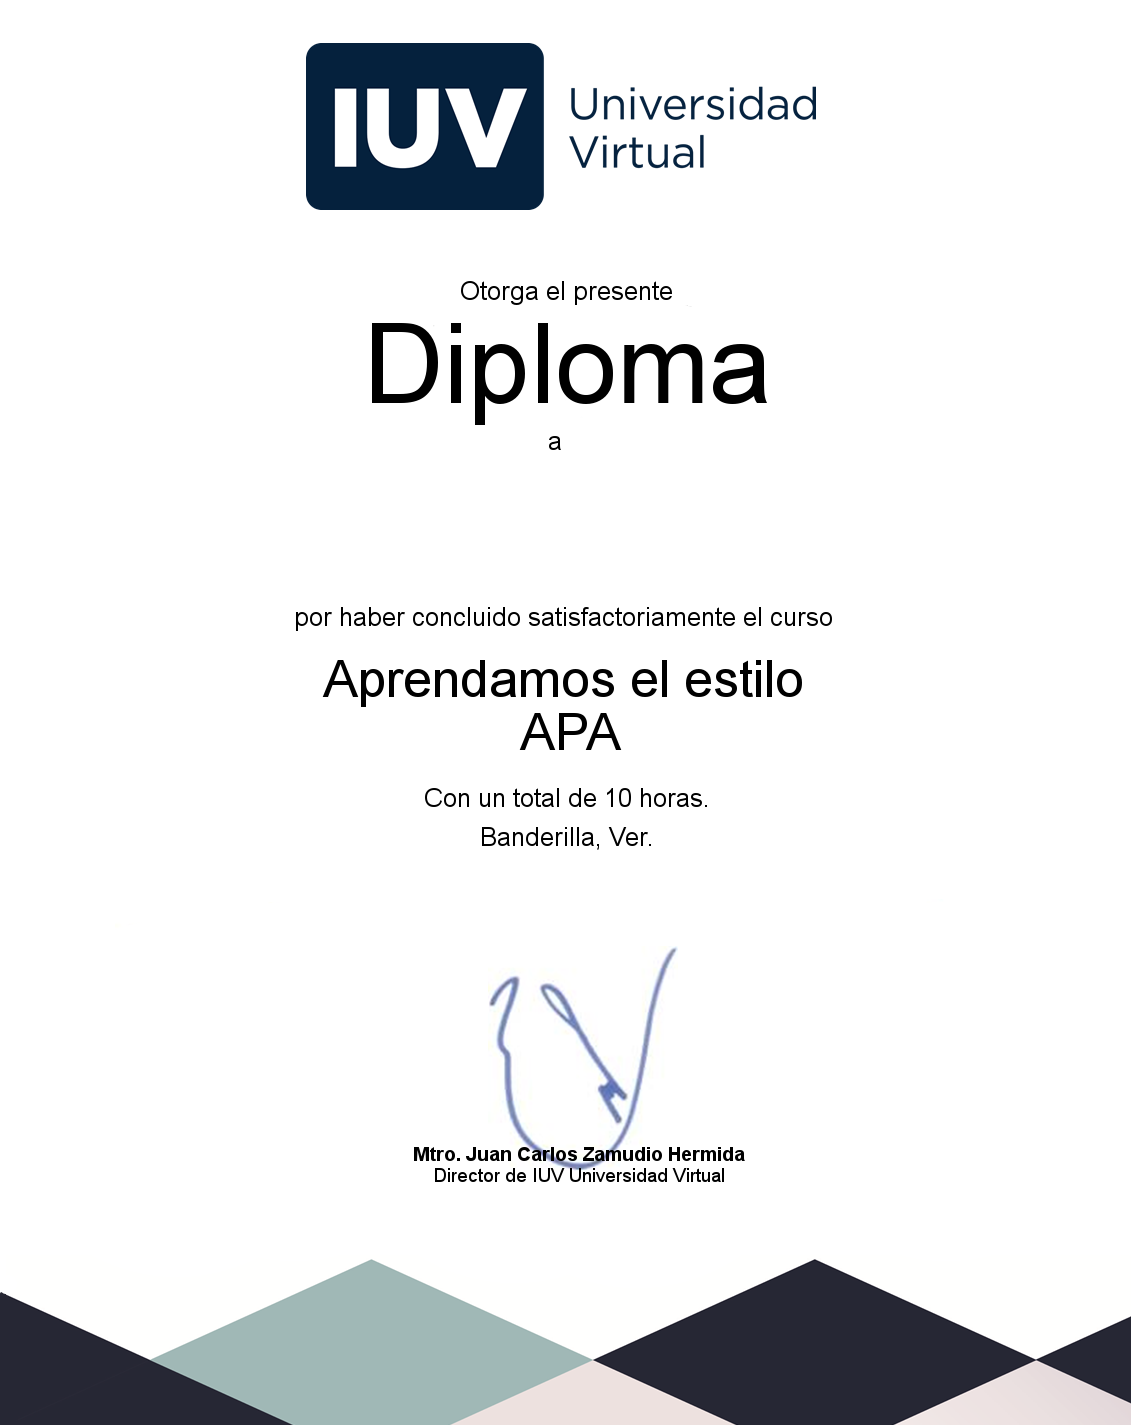 IUV Universidad
Virtual
Otorga el presente
Diploma
a
por haber concluido satisfactoriamente el curso
Aprendamos el estilo
APA
Con un total de 10 horas.
Banderilla, Ver.
Mtro. Juan Carlos Zamudio Hermida
Director de IUV Universidad Virtual